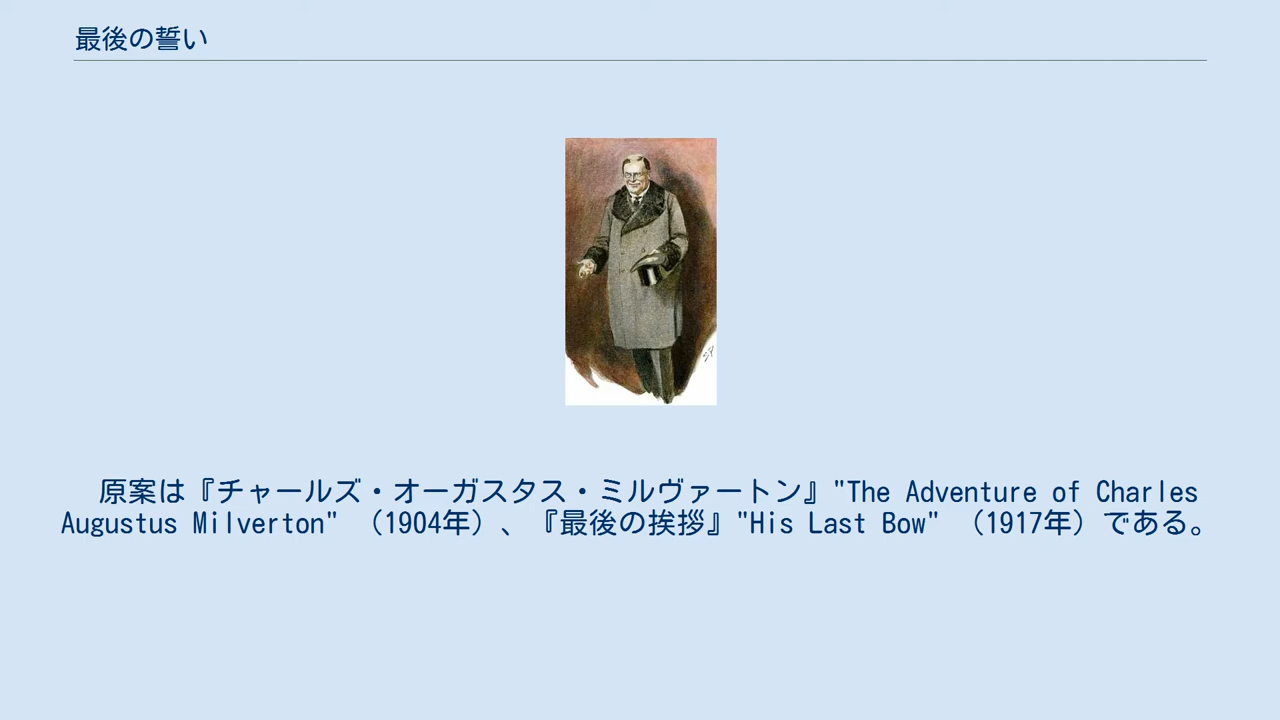 最後の誓い
原案は『チャールズ・オーガスタス・ミルヴァートン』"The Adventure of Charles
Augustus Milverton" （1904年）、『最後の挨拶』"His Last Bow" （1917年）である。